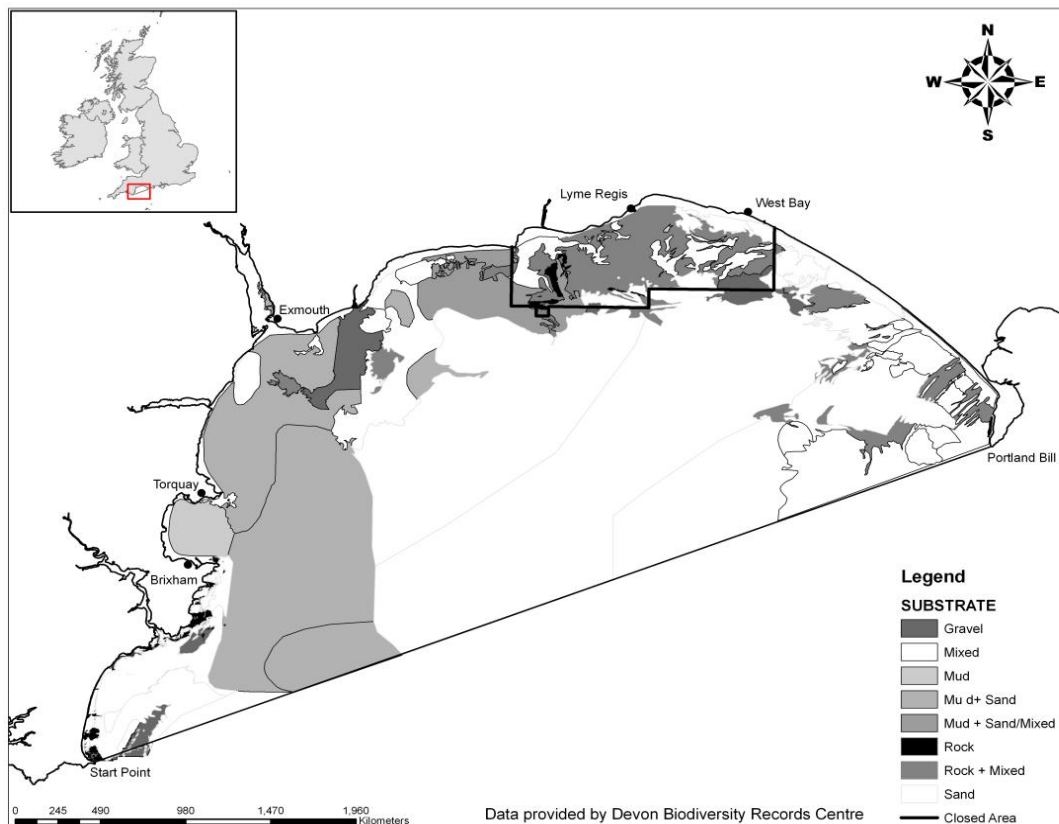 N
W E
S
Lyme Regis
West Bay
Exmouth
Torquay
Portland Bill
Brixham
Start Point
Legend
SUBSTRATE
Gravel
Mixed
Mud
Mu d+ Sand
Mud + Sand/Mixed
Rock
Rock + Mixed
Sand
Closed Area
0 245 490 980 1,470 1,960
Kilometers
Data provided by Devon Biodiversity Records Centre